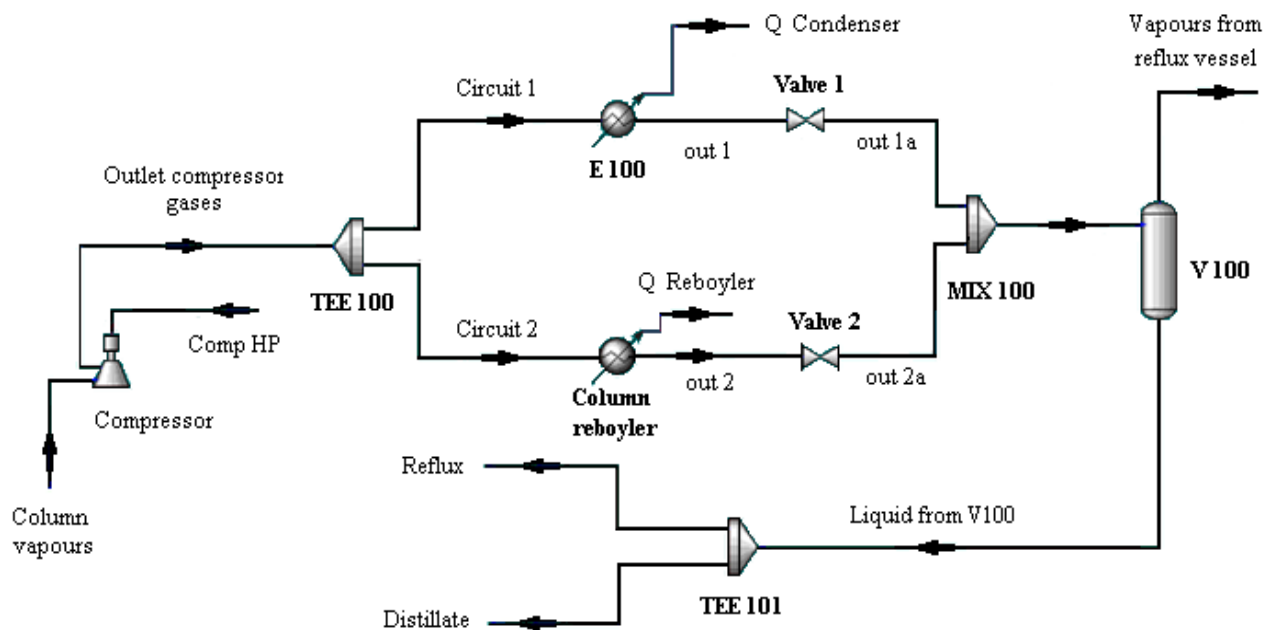 Q Condenser
Vapours from
reflux vessel
Circuit 1
Valve 1
E 100
out 1
out 1a
Outlet compressor
gases
TEE 100
MIX 100
V 100
Q Reboyler
Comp HP
Circuit 2
Valve 2
Compressor
Column
reboyler
out 2
out 2a
Reflux
Column
vapours
Liquid from V100
TEE 101
Distillate